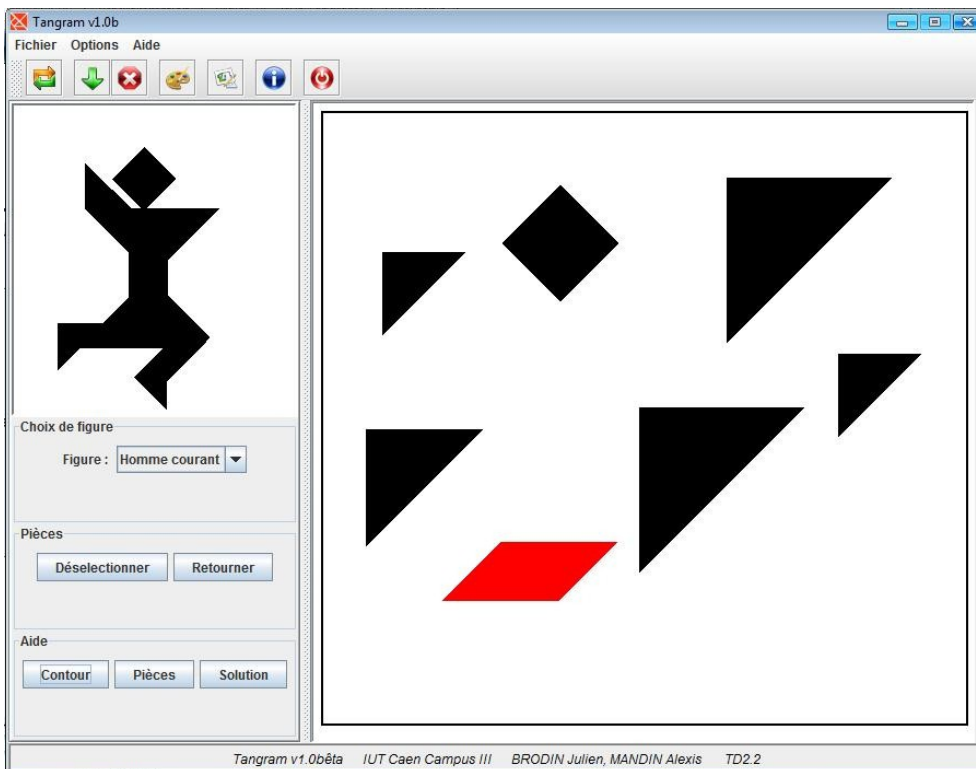 Tangram v1.0b
Fichier Options Aide
Choix de figure
Figure : Homme courant
Pièces
Déselectionner Retourner
Aide
Contour Pièces Solution
Tangram v1.0bêta IUT Caen Campus III BRODIN Julien, MANDIN Alexis TD2.2